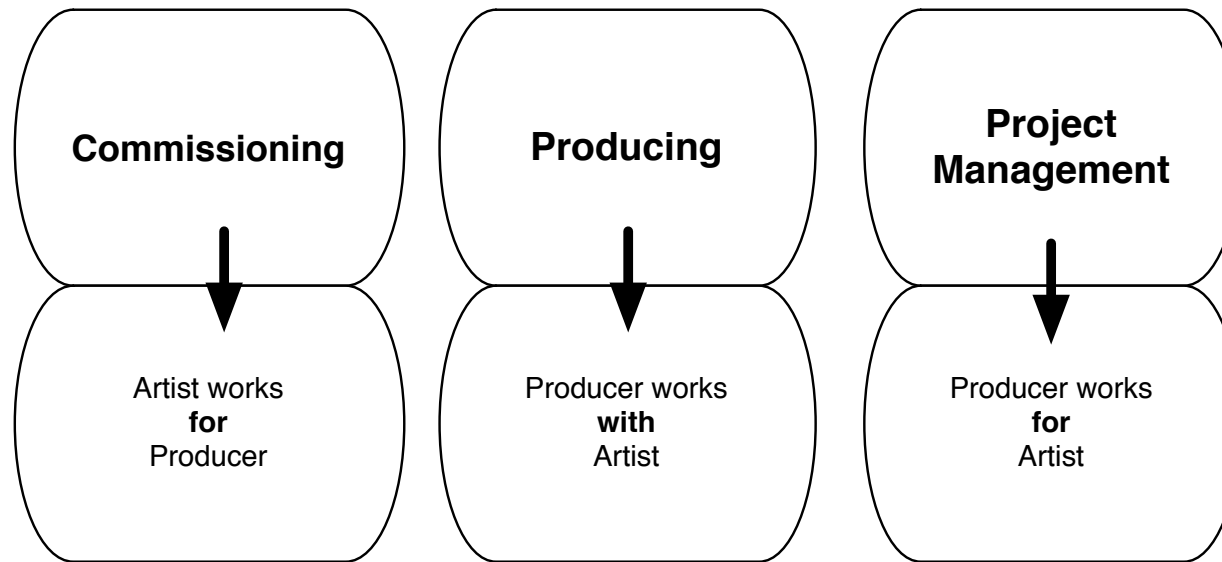 Commissioning
Artist works
for
Producer
Producing
Producer works
with
Artist
Project
Management
Producer works
for
Artist